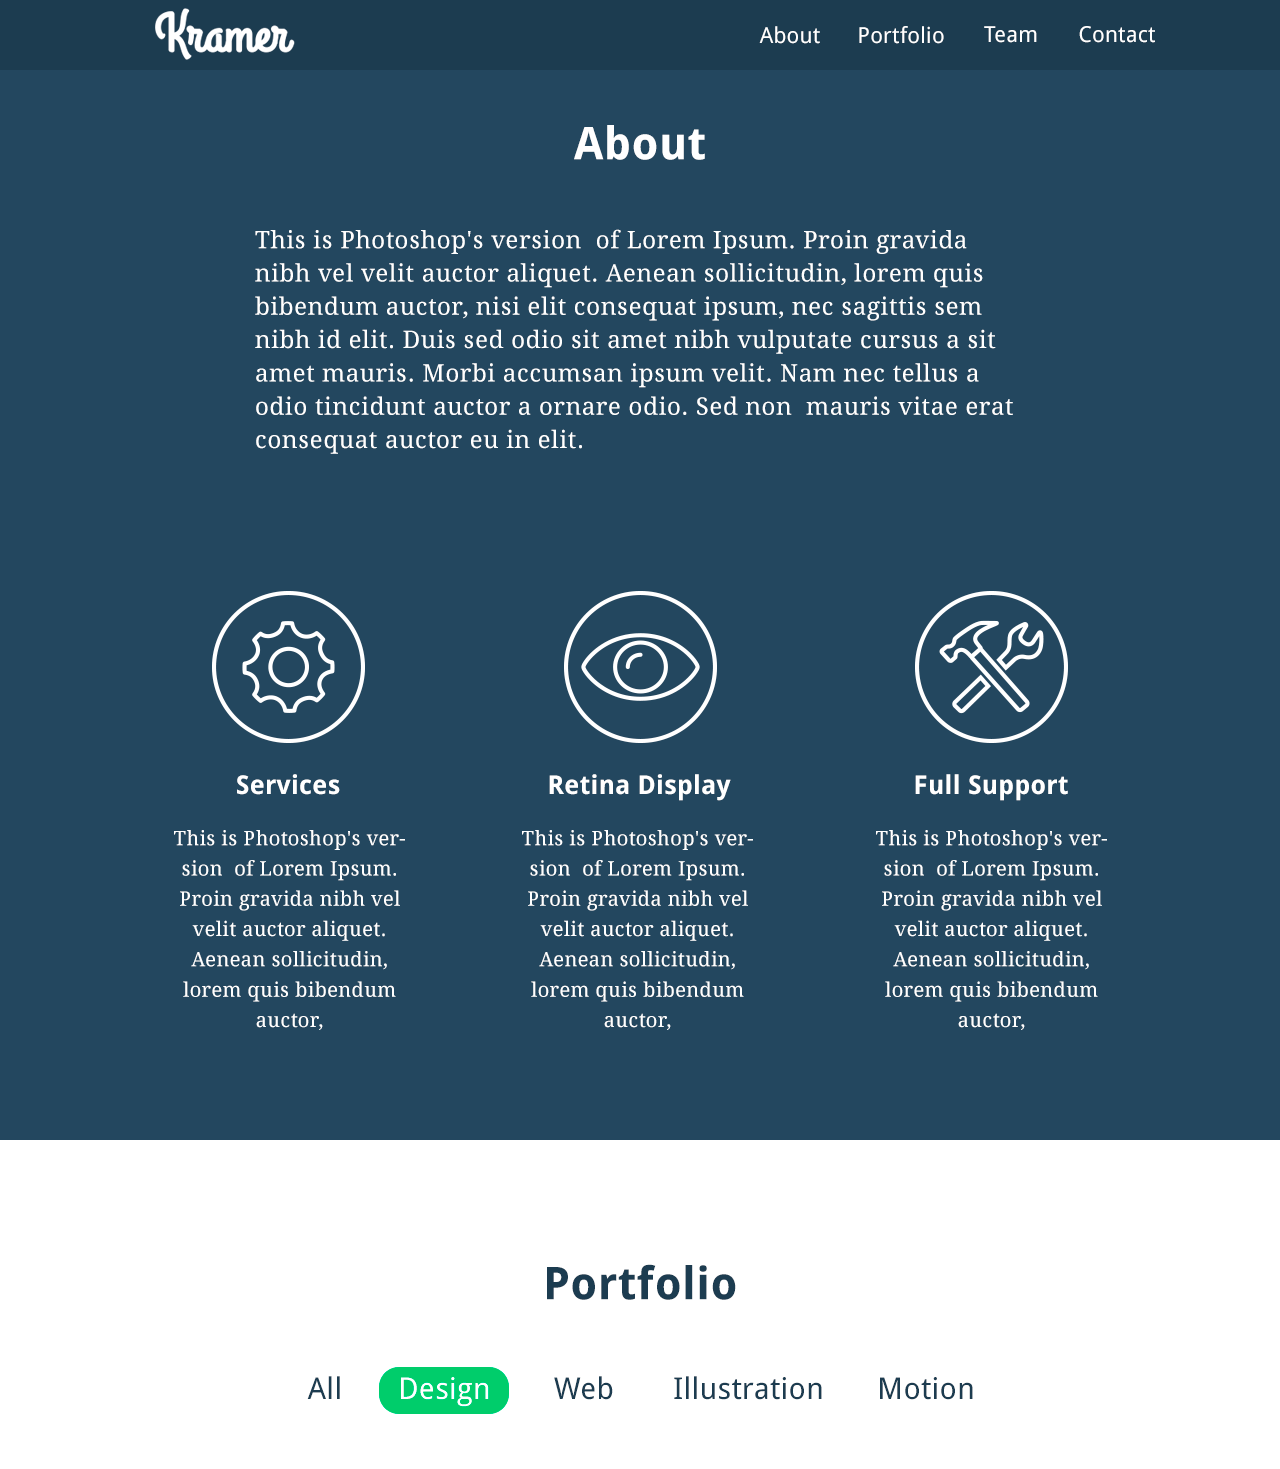 Kramer About Portfolio Team Contact
About
This is Photoshop's version  of Lorem Ipsum. Proin gravida
nibh vel velit auctor aliquet. Aenean sollicitudin, lorem quis
bibendum auctor, nisi elit consequat ipsum, nec sagittis sem
nibh id elit. Duis sed odio sit amet nibh vulputate cursus a sit
amet mauris. Morbi accumsan ipsum velit. Nam nec tellus a
odio tincidunt auctor a ornare odio. Sed non  mauris vitae erat
consequat auctor eu in elit.
Services
This is Photoshop's ver-
sion  of Lorem Ipsum.
Proin gravida nibh vel
velit auctor aliquet.
Aenean sollicitudin,
lorem quis bibendum
auctor,
Retina Display
This is Photoshop's ver-
sion  of Lorem Ipsum.
Proin gravida nibh vel
velit auctor aliquet.
Aenean sollicitudin,
lorem quis bibendum
auctor,
Full Support
This is Photoshop's ver-
sion  of Lorem Ipsum.
Proin gravida nibh vel
velit auctor aliquet.
Aenean sollicitudin,
lorem quis bibendum
auctor,
Portfolio
All Design Web Illustration Motion